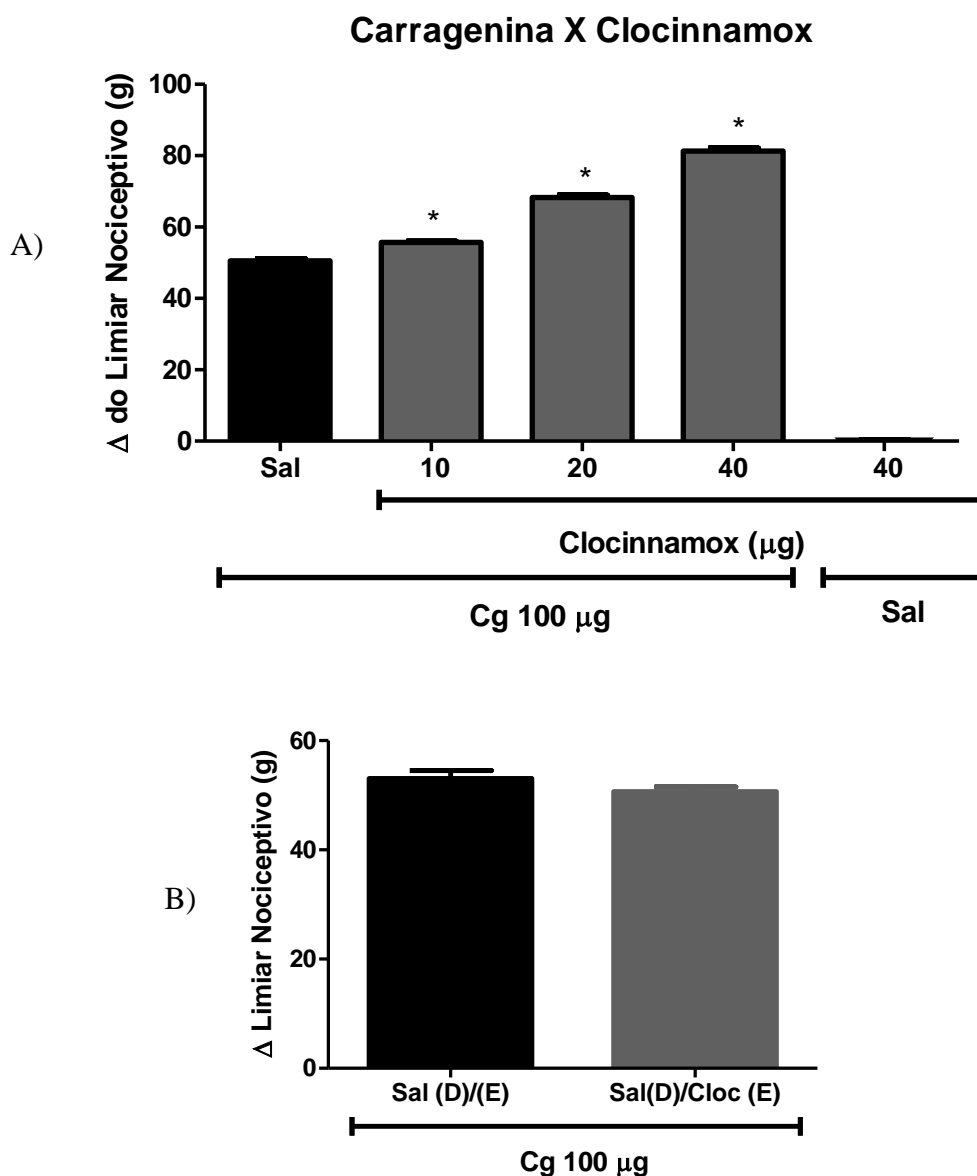 Carragenina X Clocinnamox
A)
Δ do Limiar Nociceptivo (g)
100
80
60
40
20
0
*
*
*
Sal 10 20 40 40
Clocinnamox (μg)
Cg 100 μg Sal
B)
Δ Limiar Nociceptivo (g)
60
40
20
0
Sal (D)/(E) Sal(D)/Cloc (E)
Cg 100 μg